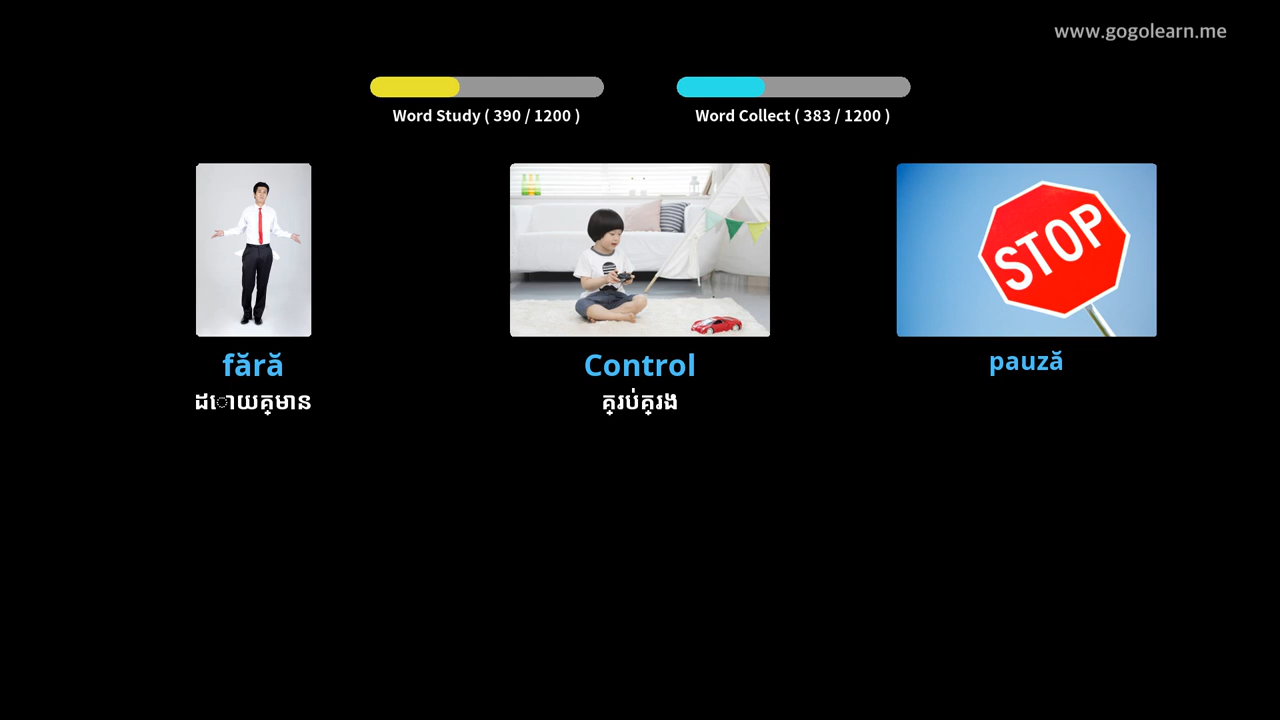 www.gogolearn.me
Word Study ( 390 / 1200 )
Word Collect ( 383 / 1200 )
STOP
fără
Control
pauză
ដោយគ្មាន
គ្រប់គ្រង